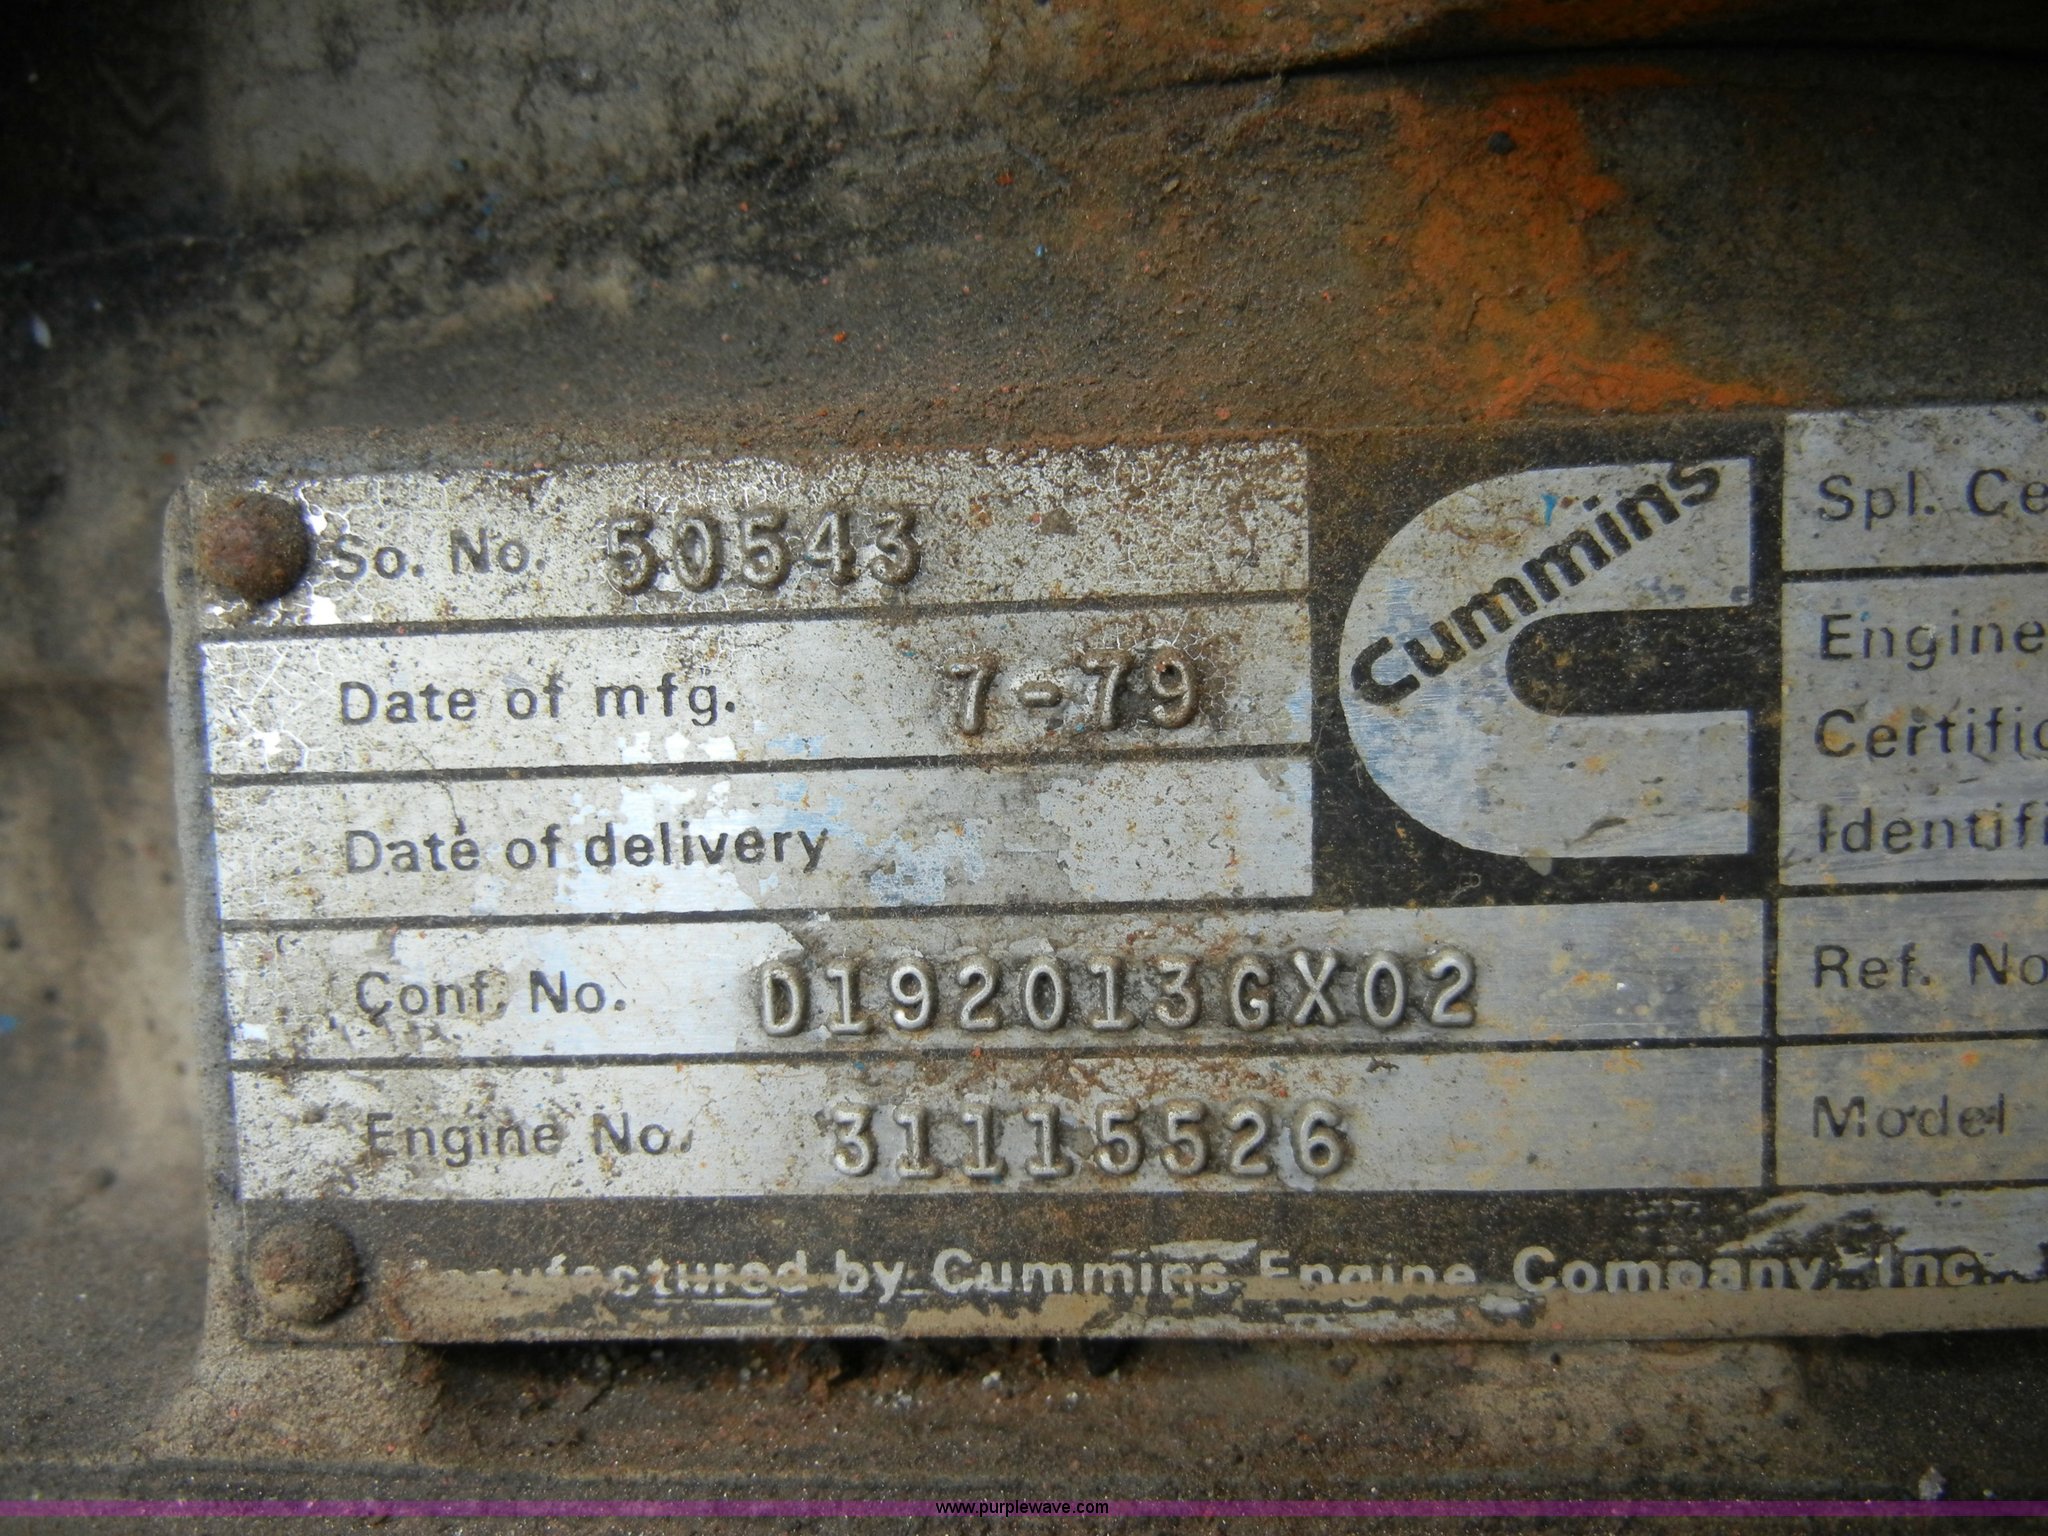 So. No. 50543
Date of mfg. 7-79
Date of delivery
Conf. No. D192013GX02
Engine No. 31115526
Cummins
Spl. Ce
Engine
Certific
Identifi
Ref. No
Model
Manufactured by Cummins Engine Company, Inc.
www.purplewave.com